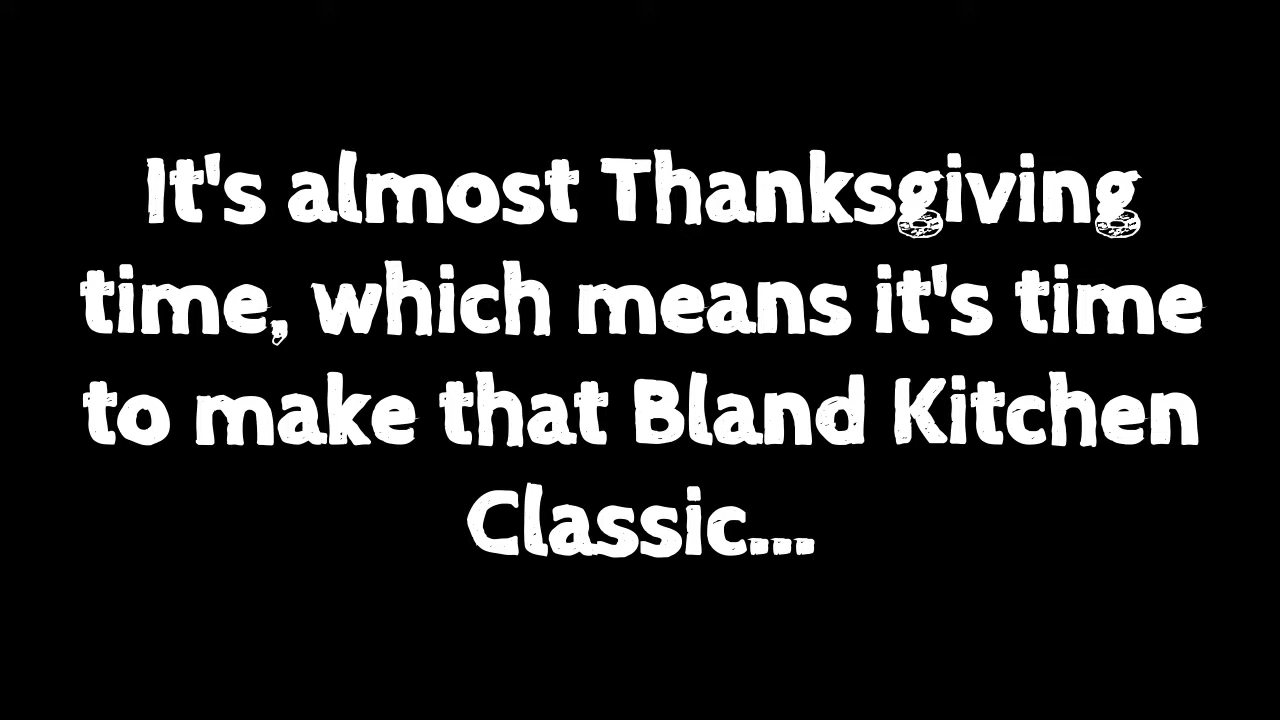 It's almost Thanksgiving
time, which means it's time
to make that Bland Kitchen
Classic...